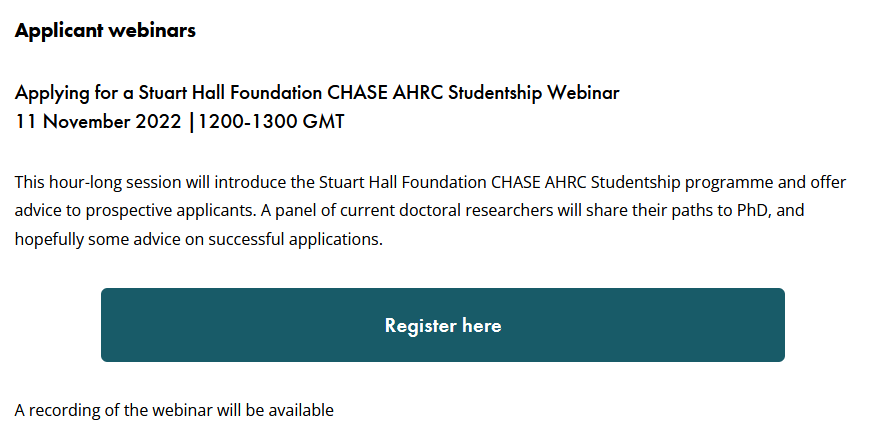 Applicant webinars
Applying for a Stuart Hall Foundation CHASE AHRC Studentship Webinar
11 November 2022 |1200-1300 GMT
This hour-long session will introduce the Stuart Hall Foundation CHASE AHRC Studentship programme and offer
advice to prospective applicants. A panel of current doctoral researchers will share their paths to PhD, and
hopefully some advice on successful applications.
Register here
A recording of the webinar will be available